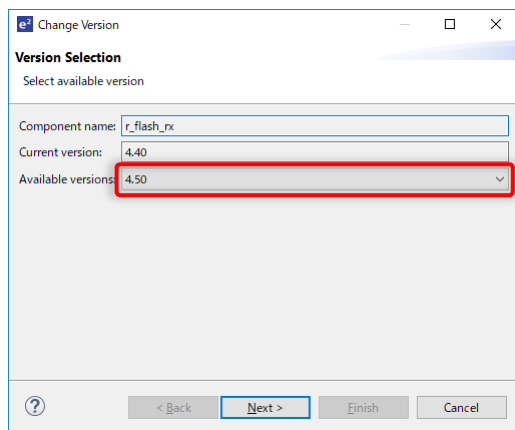 e² Change Version
Version Selection
Select available version
Component name: r_flash_rx
Current version: 4.40
Available versions: 4.50
?
< Back Next > Finish Cancel